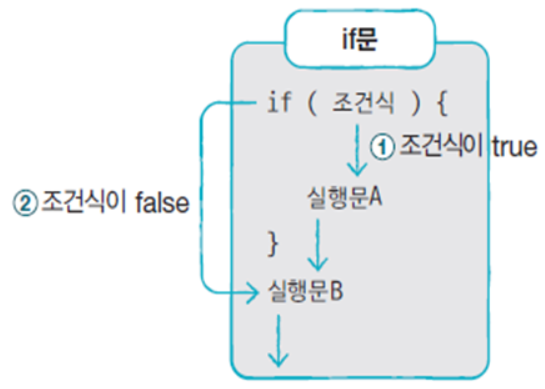 if문
if ( 조건식 ) {
① 조건식이 true
② 조건식이 false
실행문A
}
실행문B